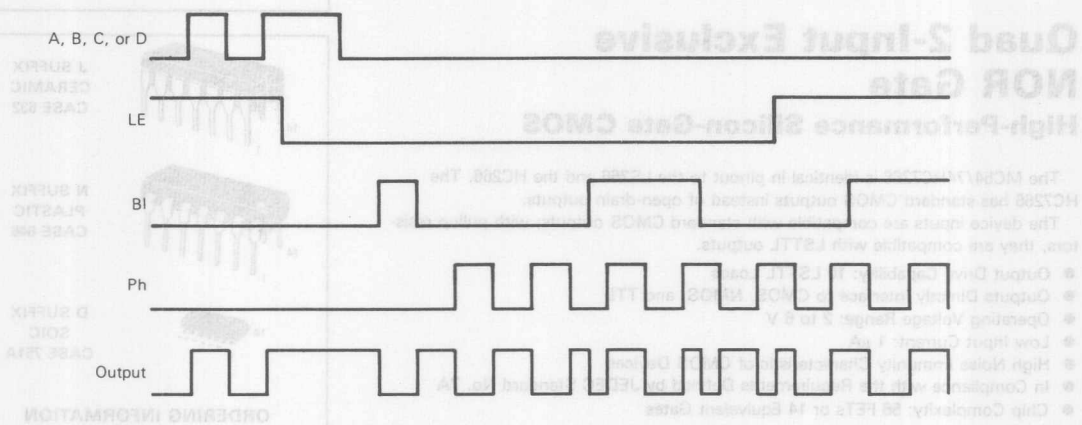 A, B, C, or D
LE
BI
Ph
Output
Quad 2-Input Exclusive
NOR Gate
High-Performance Silicon-Gate CMOS
J SUFFIX
CERAMIC
CASE 632
is identical in pinout to the and the HC266. The
HC7266 has standard CMOS outputs instead of open-drain outputs.
The device inputs are compatible with standard CMOS outputs; with pullup resis-
tors, they are compatible with LSTTL outputs.
N SUFFIX
PLASTIC
CASE 646
Output Drive Capability: 10 LSTTL Loads
Outputs Directly Interface to CMOS, NMOS, and TTL
Operating Voltage Range: 2 to 6 V
Low Input Current: 1 μA
High Noise Immunity Characteristic of CMOS Devices
In Compliance with the Requirements Defined by JEDEC Standard No. 7A
Chip Complexity: 56 FETs or 14 Equivalent Gates
D SUFFIX
SOIC
CASE 751A
ORDERING INFORMATION